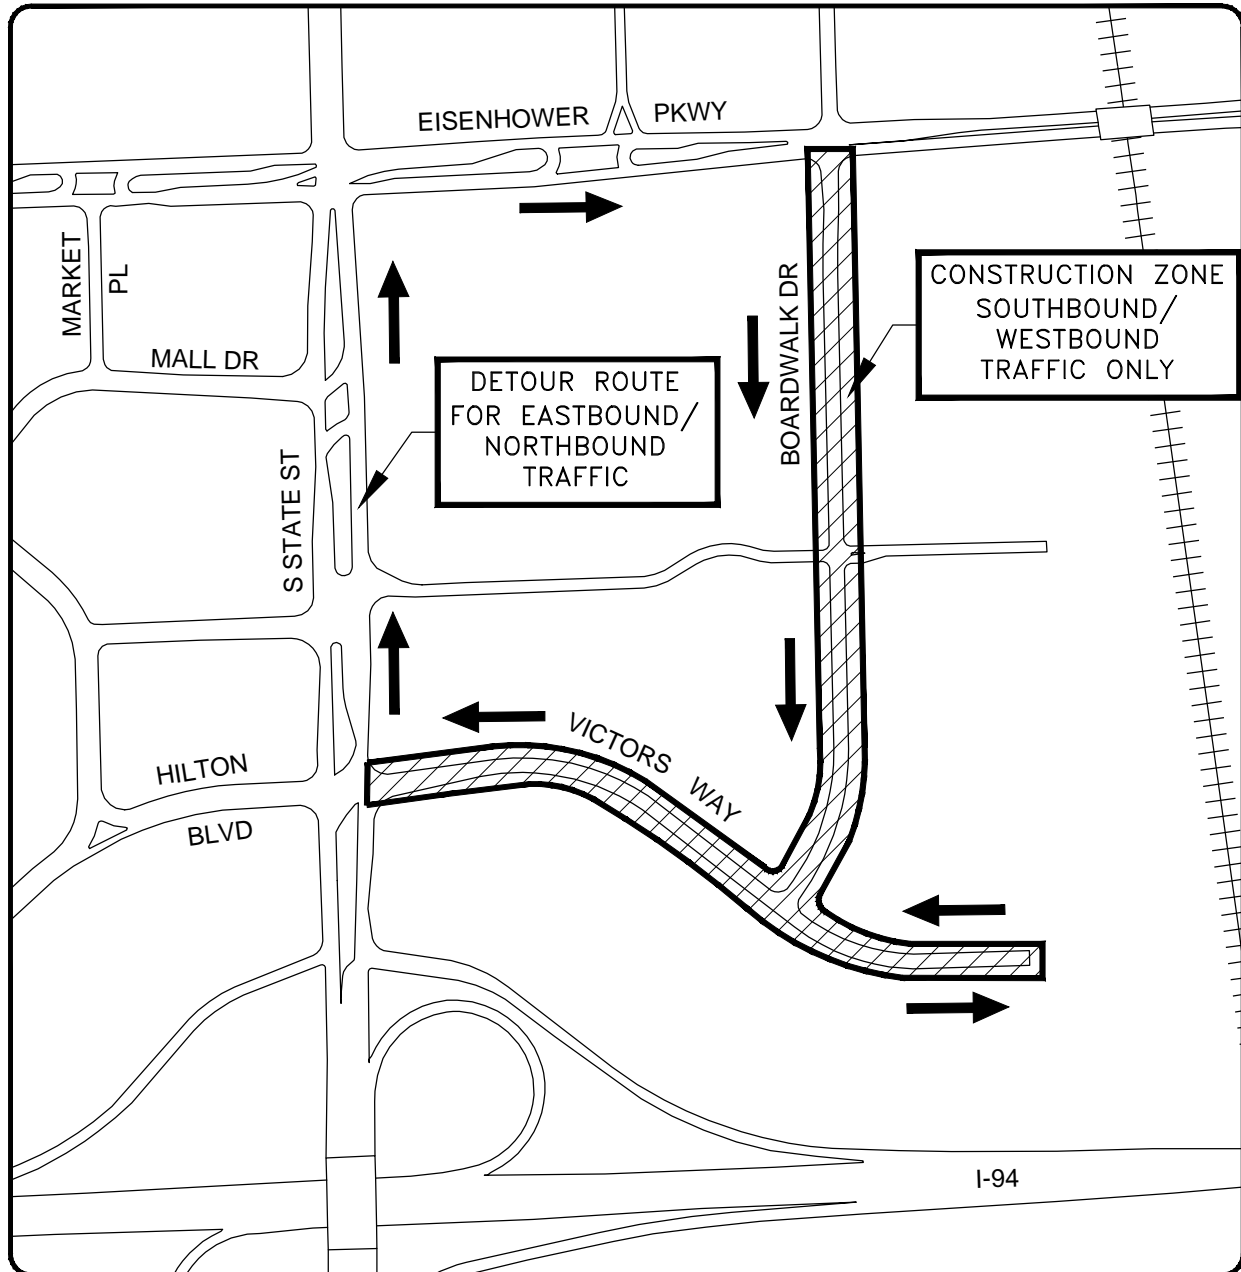 EISENHOWER PKWY
MARKET
PL
MALL DR
S STATE ST
DETOUR ROUTE
FOR EASTBOUND/
NORTHBOUND
TRAFFIC
BOARDWALK DR
CONSTRUCTION ZONE
SOUTHBOUND/
WESTBOUND
TRAFFIC ONLY
VICTORS WAY
HILTON
BLVD
I-94